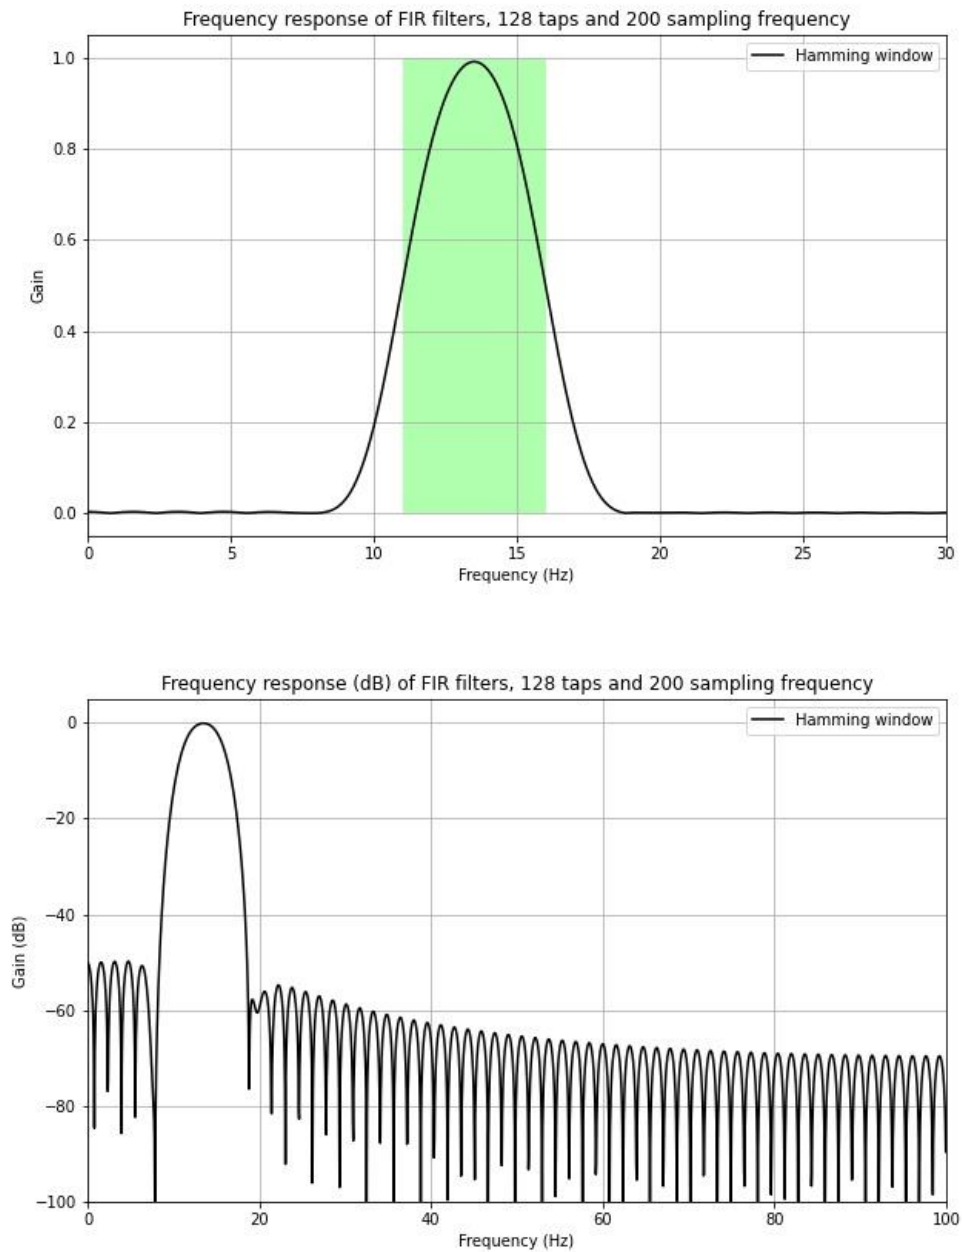 Frequency response of FIR filters, 128 taps and 200 sampling frequency
Hamming window
1.0
0.8
0.6
0.4
0.2
0.0
Gain
0 5 10 15 20 25 30
Frequency (Hz)
Frequency response (dB) of FIR filters, 128 taps and 200 sampling frequency
Hamming window
0
−20
−40
−60
−80
−100
Gain (dB)
0 20 40 60 80 100
Frequency (Hz)